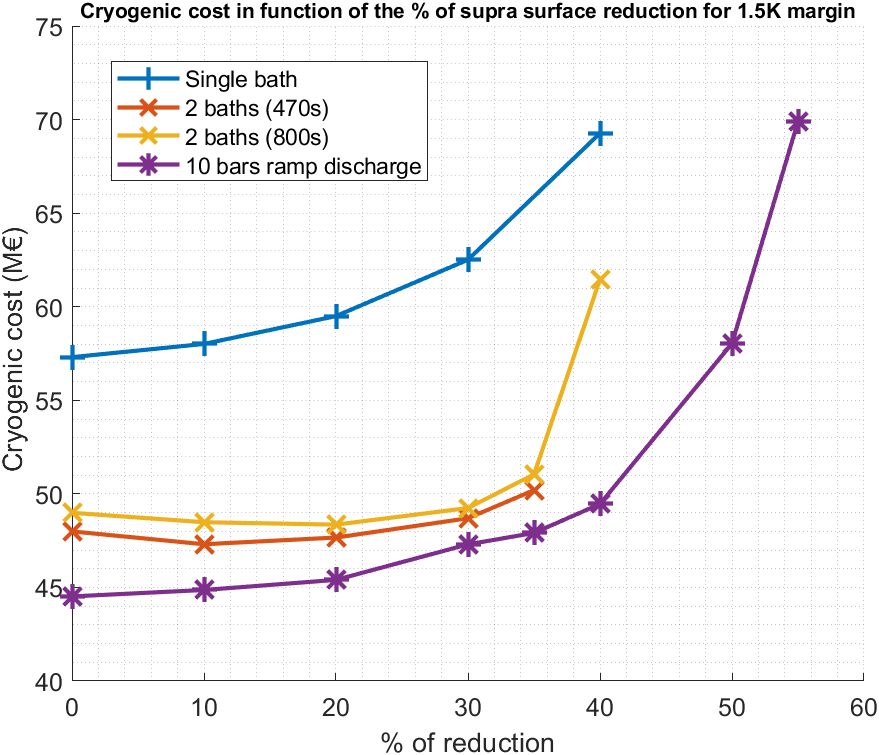 Cryogenic cost in function of the % of supra surface reduction for 1.5K margin
75
70
65
60
55
50
45
40
Cryogenic cost (M€)
Single bath
2 baths (470s)
2 baths (800s)
10 bars ramp discharge
0 10 20 30 40 50 60
% of reduction